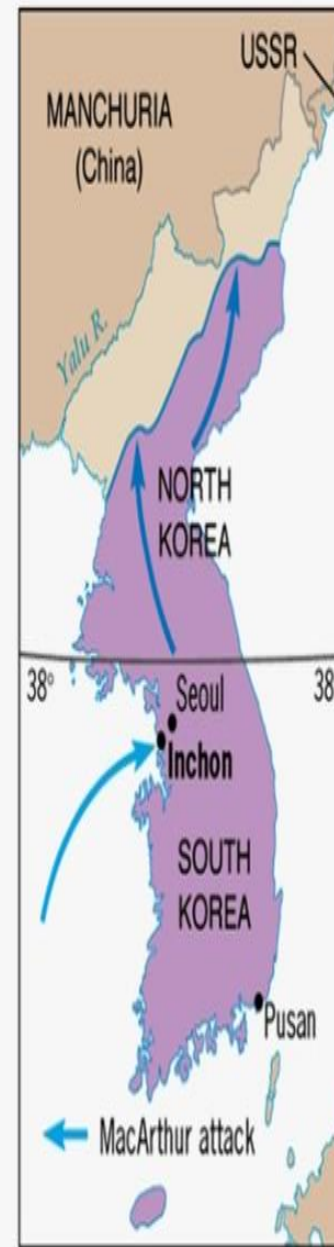 USSR
MANCHURIA
(China)
Yalu R.
NORTH
KOREA
38°
38
Seoul
Inchon
SOUTH
KOREA
Pusan
MacArthur attack